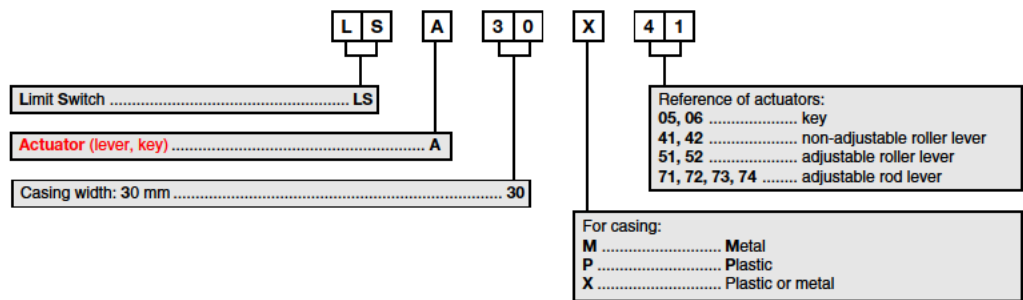 L S A 3 0 X 4 1
Limit Switch ...................................................... LS
Actuator (lever, key) ......................................................... A
Casing width: 30 mm .......................................................................... 30
Reference of actuators:
05, 06 .................... key
41, 42 .................... non-adjustable roller lever
51, 52 .................... adjustable roller lever
71, 72, 73, 74 ........ adjustable rod lever
For casing:
M ............................ Metal
P ............................ Plastic
X ............................ Plastic or metal